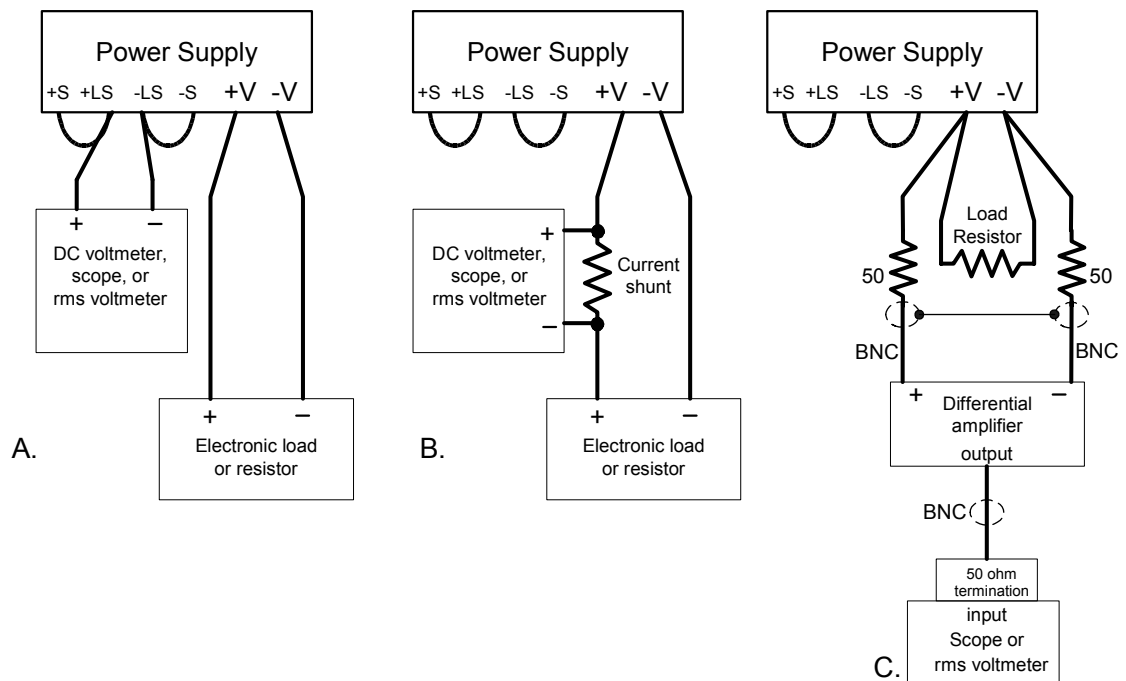 Power Supply
+S +LS -LS -S +V -V
+ −
DC voltmeter,
scope, or
rms voltmeter
+ −
Electronic load
or resistor
A.
Power Supply
+S +LS -LS -S +V -V
+
DC voltmeter,
scope, or
rms voltmeter
−
Current
shunt
+ −
Electronic load
or resistor
B.
Power Supply
+S +LS -LS -S +V -V
Load
Resistor
50 50
BNC BNC
+ −
Differential
amplifier
output
BNC
50 ohm
termination
input
Scope or
rms voltmeter
C.